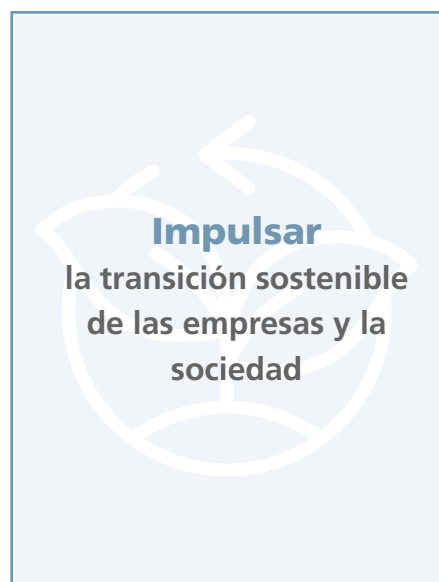 Impulsar
la transición sostenible
de las empresas y la
sociedad